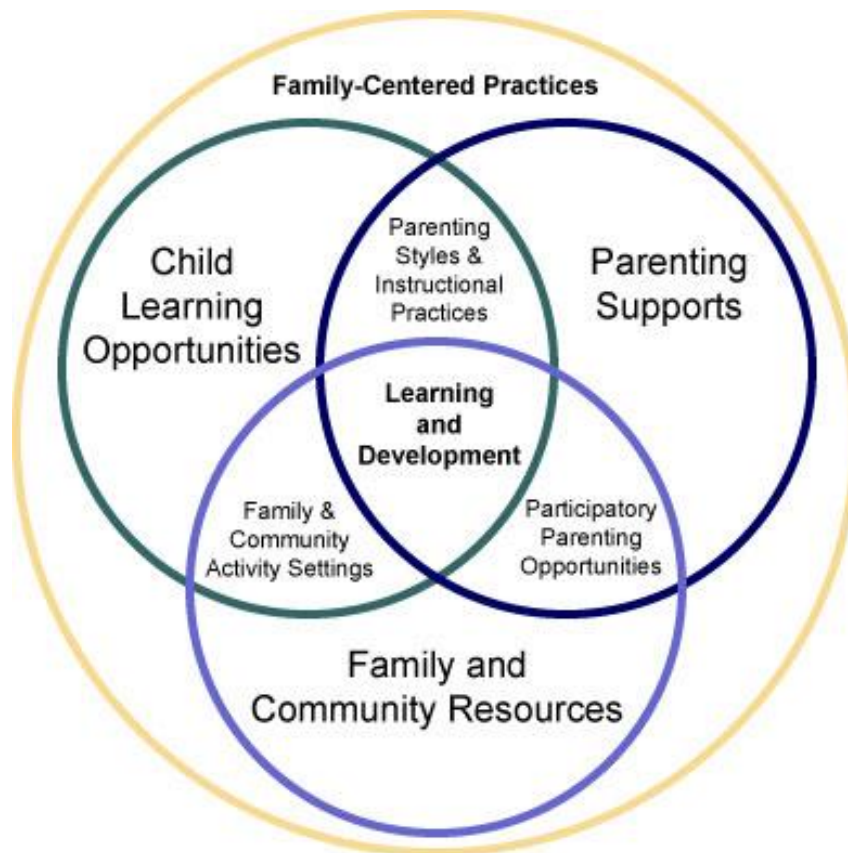 Family-Centered Practices
Child
Learning
Opportunities
Parenting
Styles &
Instructional
Practices
Parenting
Supports
Learning
and
Development
Family &
Community
Activity Settings
Participatory
Parenting
Opportunities
Family and
Community Resources